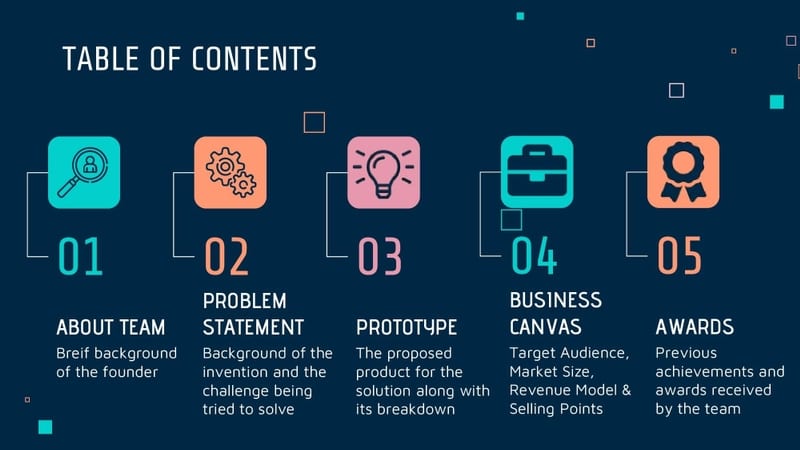 TABLE OF CONTENTS
01
ABOUT TEAM
Breif background
of the founder
02
PROBLEM
STATEMENT
Background of the
invention and the
challenge being
tried to solve
03
PROTOTYPE
The proposed
product for the
solution along with
its breakdown
04
BUSINESS
CANVAS
Target Audience,
Market Size,
Revenue Model &
Selling Points
05
AWARDS
Previous
achievements and
awards received
by the team